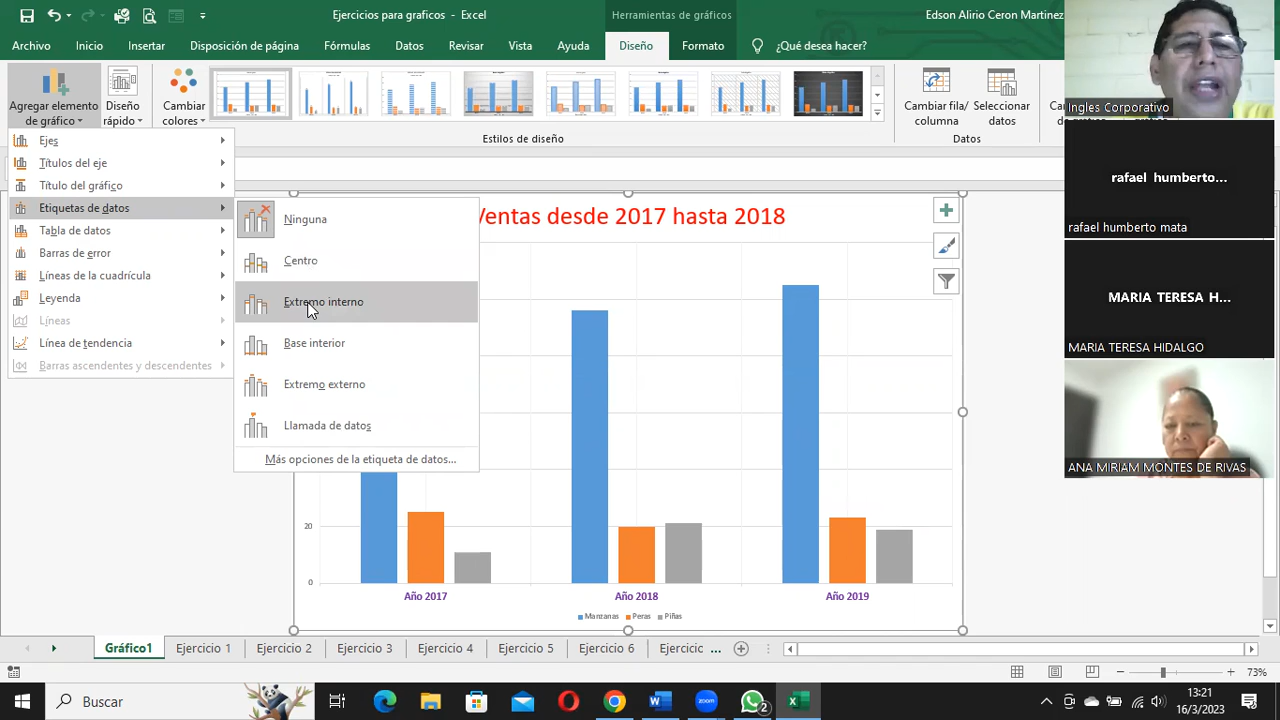 Ejercicios para graficos - Excel
Herramientas de gráficos
Edson Alirio Ceron Martinez
Archivo
Inicio
Insertar
Disposición de página
Fórmulas
Datos
Revisar
Vista
Ayuda
Diseño
Formato
¿Qué desea hacer?
Agregar elemento
de gráfico
Diseño
rápido
Cambiar
colores
Cambiar fila/
columna
Seleccionar
datos
Estilos de diseño
Datos
Ejes
Títulos del eje
Título del gráfico
Etiquetas de datos
Tabla de datos
Barras de error
Líneas de la cuadrícula
Leyenda
Líneas
Línea de tendencia
Barras ascendentes y descendentes
Ninguna
Centro
Extremo interno
Base interior
Extremo externo
Llamada de datos
Más opciones de la etiqueta de datos...
Ventas desde 2017 hasta 2018
20
0
Año 2017
Año 2018
Año 2019
Manzanas
Peras
Piñas
Ingles Corporativo
rafael humberto...
rafael humberto mata
MARIA TERESA H...
MARIA TERESA HIDALGO
ANA MIRIAM MONTES DE RIVAS
Gráfico1
Ejercicio 1
Ejercicio 2
Ejercicio 3
Ejercicio 4
Ejercicio 5
Ejercicio 6
Ejercicic ...
73%
Buscar
2
13:21
16/3/2023